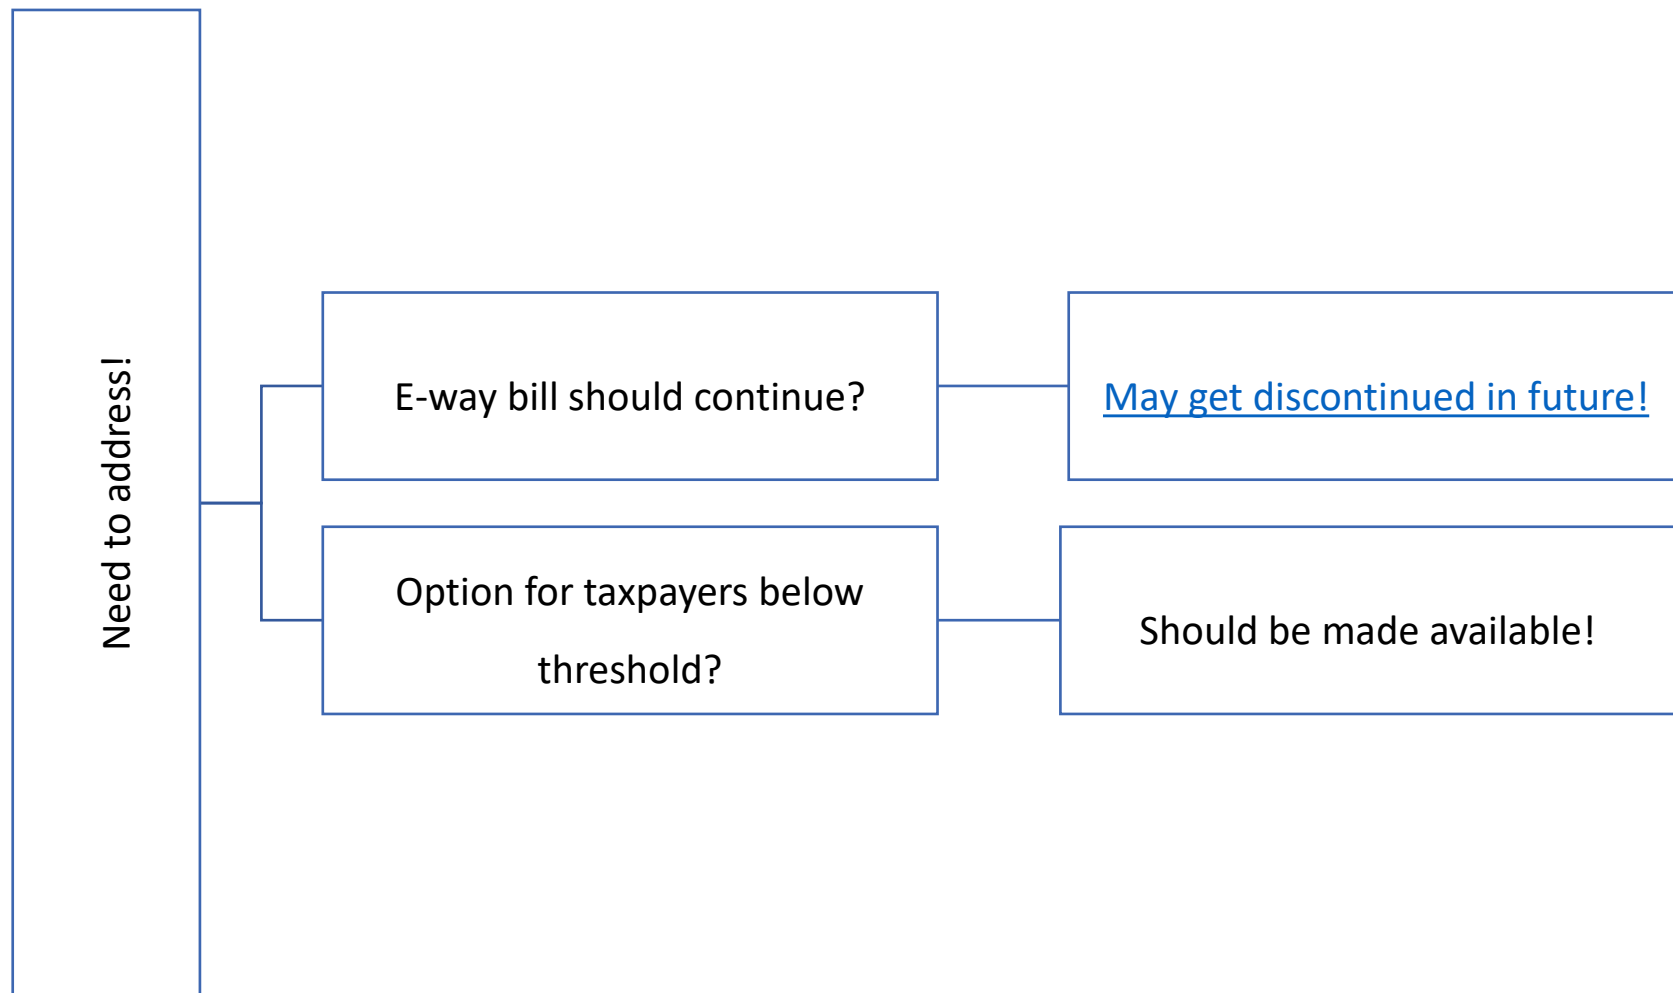 Need to address!
E-way bill should continue?
May get discontinued in future!
Option for taxpayers below
threshold?
Should be made available!